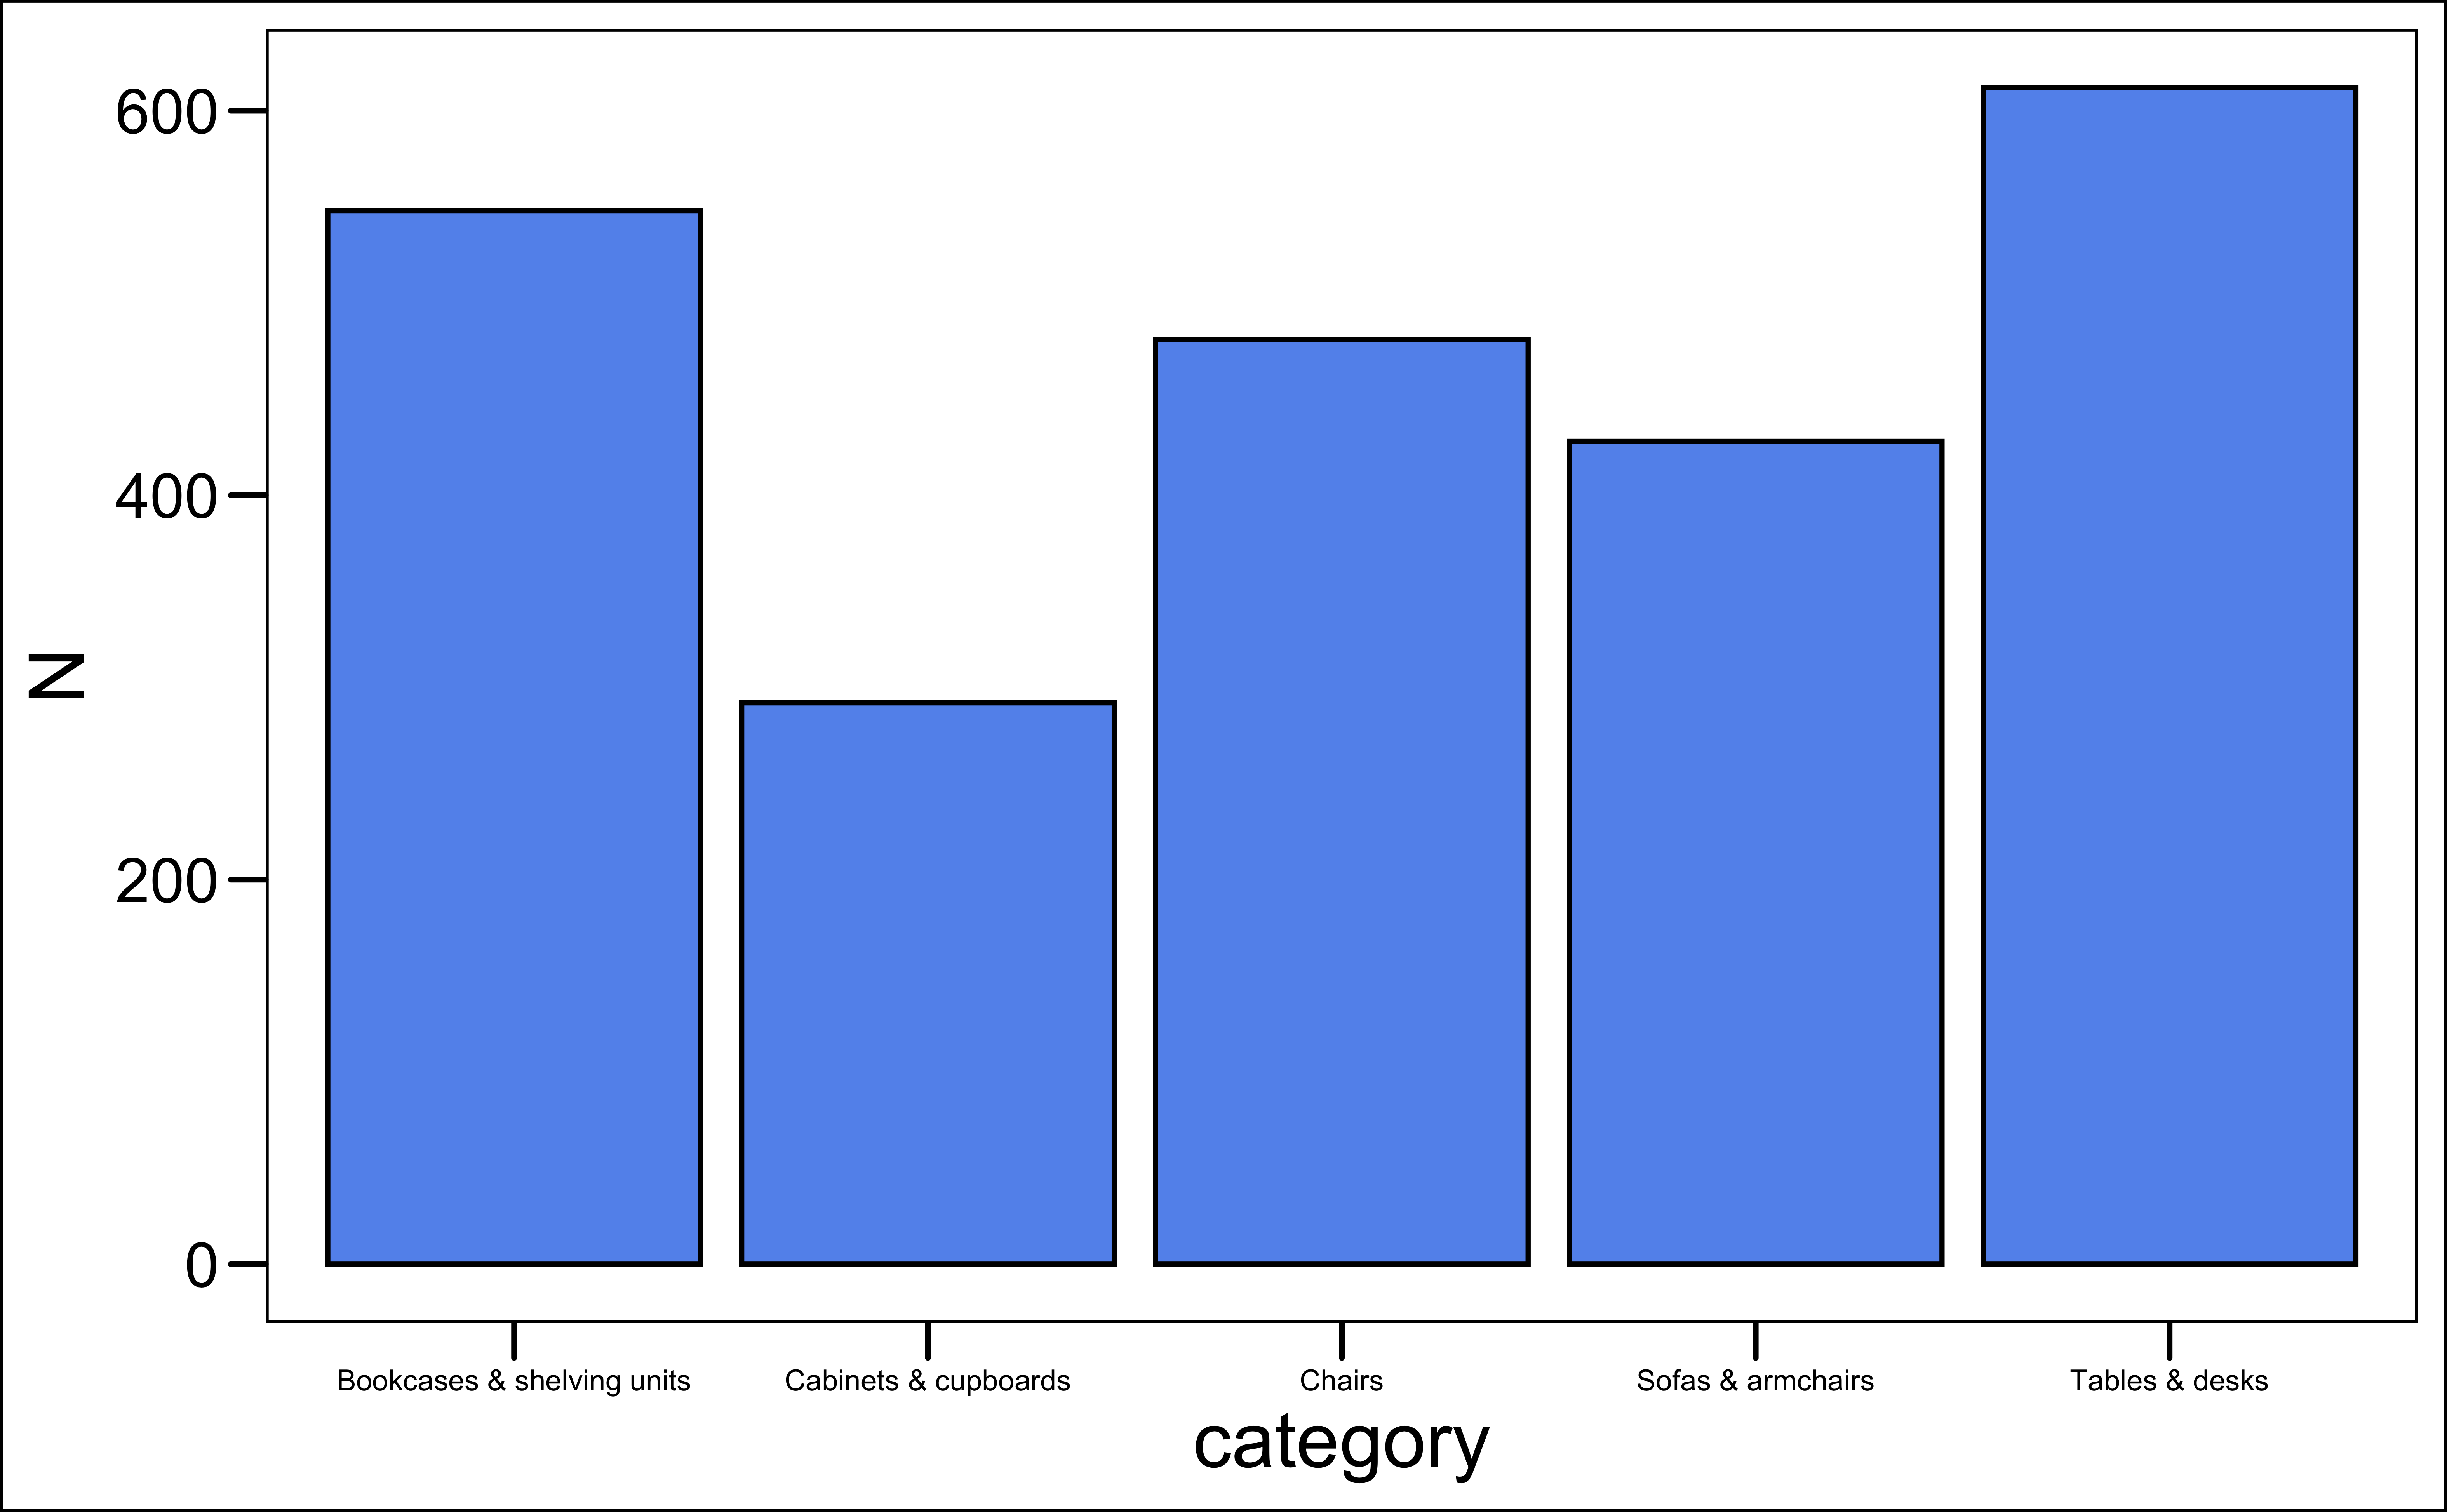 600
400
200
0
N
Bookcases & shelving units
Cabinets & cupboards
Chairs
Sofas & armchairs
Tables & desks
category